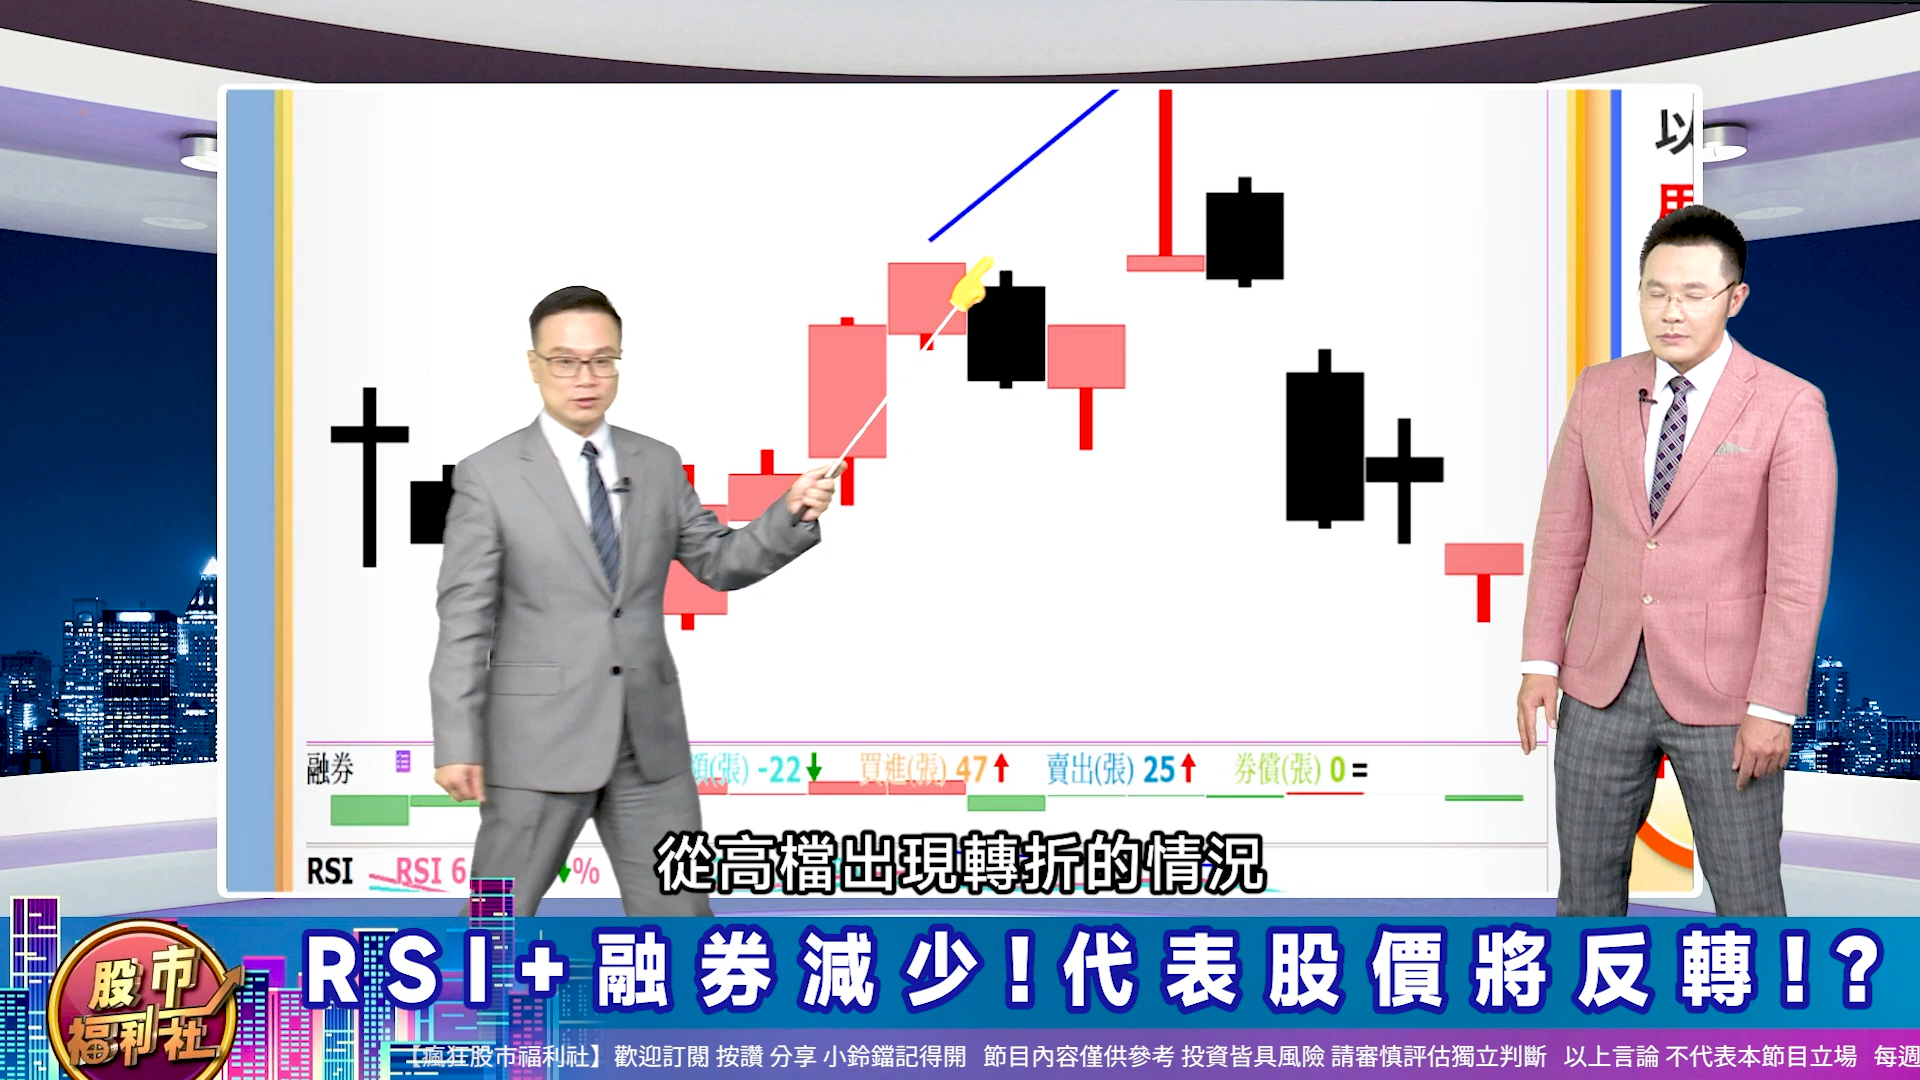 以
融券
額(張) -22↓ 買進(張) 47↑ 賣出(張) 25↑ 券償(張) 0 =
RSI RSI 6 ↓%
從高檔出現轉折的情況
RSI+融券減少!代表股價將反轉!?
股市
福利社
【瘋狂股市福利社】歡迎訂閱 按讚 分享 小鈴鐺記得開 節目內容僅供參考 投資皆具風險 請審慎評估獨立判斷 以上言論 不代表本節目立場 每週